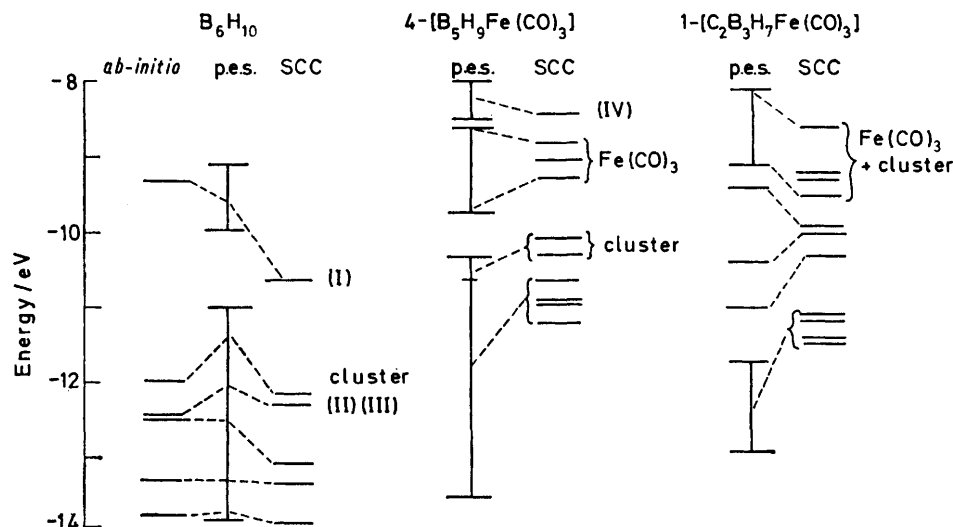 B₆H₁₀ 4-[B₅H₉Fe(CO)₃] 1-[C₂B₃H₇Fe(CO)₃]
ab-initio p.e.s. SCC p.e.s. SCC p.e.s. SCC
-8
(IV)
Fe(CO)₃
Fe(CO)₃
+ cluster
-10
cluster
(I)
Energy/eV
-12
cluster
(II)(III)
-14